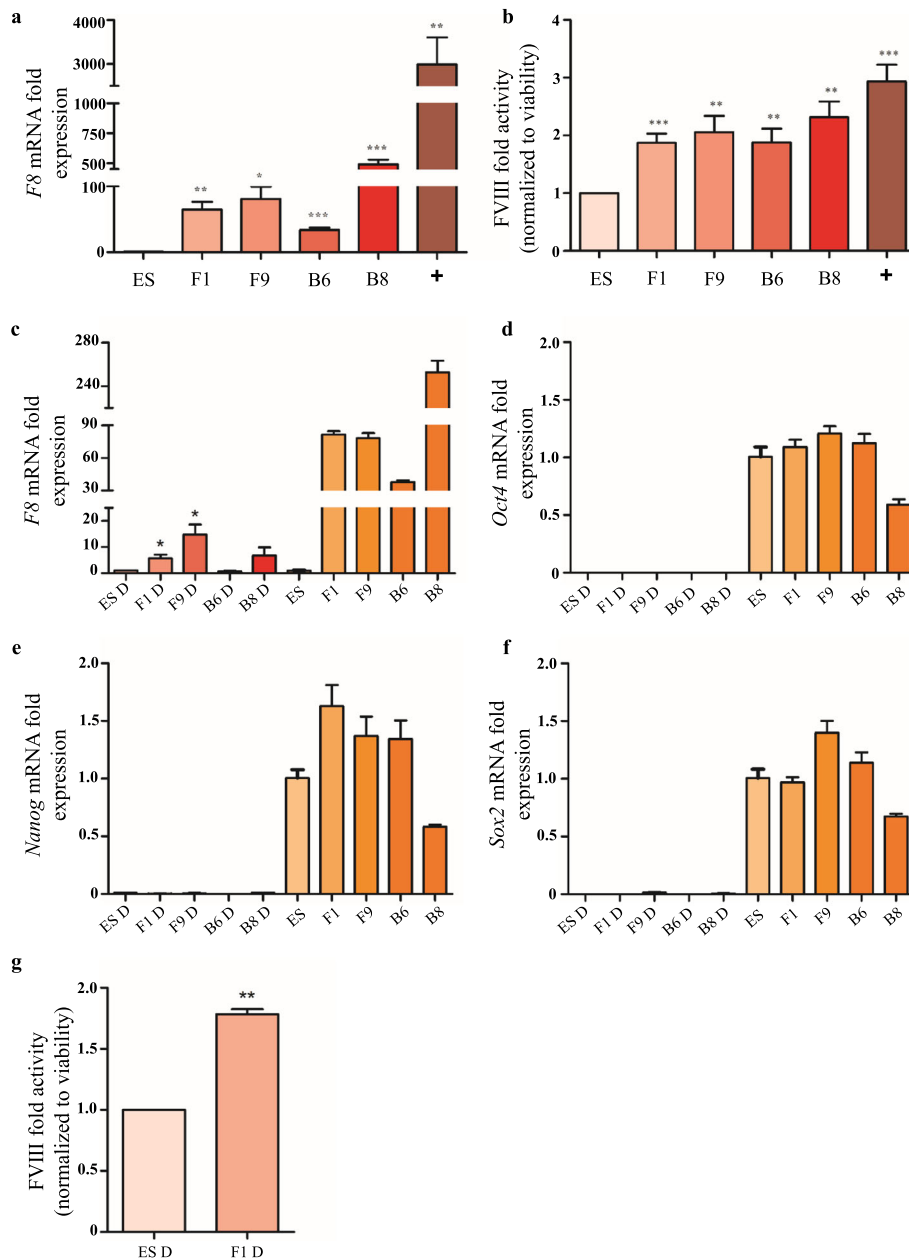 a
F8 mRNA fold
expression
4000
3000
1000
750
500
100
0
**
*
***
***
**
ES F1 F9 B6 B8 +
b
FVIII fold activity
(normalized to viability)
4
3
2
1
0
***
**
**
**
***
ES F1 F9 B6 B8 +
c
F8 mRNA fold
expression
280
240
90
60
30
20
10
0
*
*
ES D F1 D F9 D B6 D B8 D ES F1 F9 B6 B8
d
Oct4 mRNA fold
expression
2.0
1.5
1.0
0.5
0
ES D F1 D F9 D B6 D B8 D ES F1 F9 B6 B8
e
Nanog mRNA fold
expression
2.0
1.5
1.0
0.5
0
ES D F1 D F9 D B6 D B8 D ES F1 F9 B6 B8
f
Sox2 mRNA fold
expression
2.0
1.5
1.0
0.5
0
ES D F1 D F9 D B6 D B8 D ES F1 F9 B6 B8
g
FVIII fold activity
(normalized to viability)
2.0
1.5
1.0
0.5
0
**
ES D F1 D